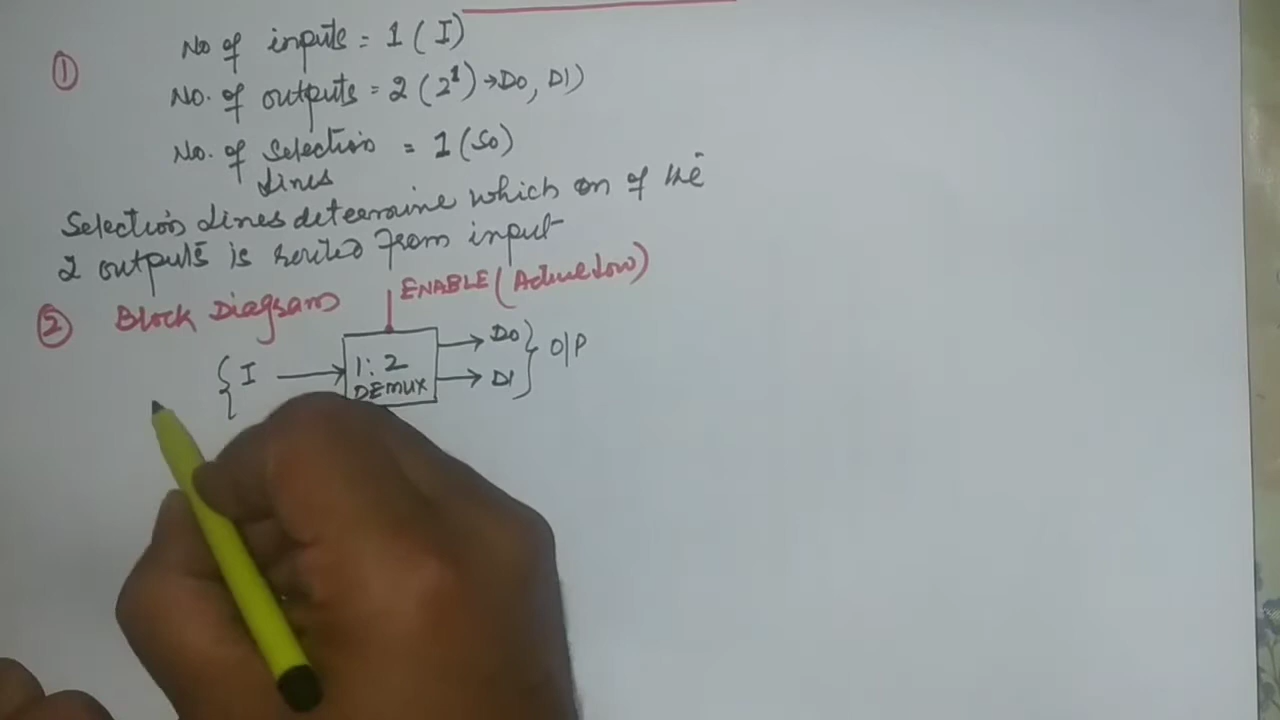 ①
No of inputs = 1 (I)
No. of outputs = 2 (2¹) → D0, D1)
No. of Selection = 1 (S0)
Lines
Selection Lines determine which on of the
2 outputs is routed from input
② Block Diagram
ENABLE (Active Low)
{ I
1:2
DEMUX
D0
D1
} O/P